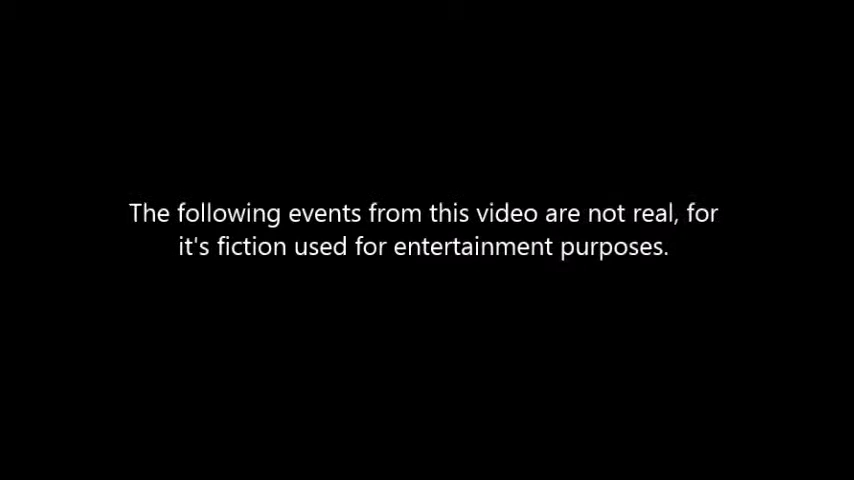 The following events from this video are not real, for
it's fiction used for entertainment purposes.